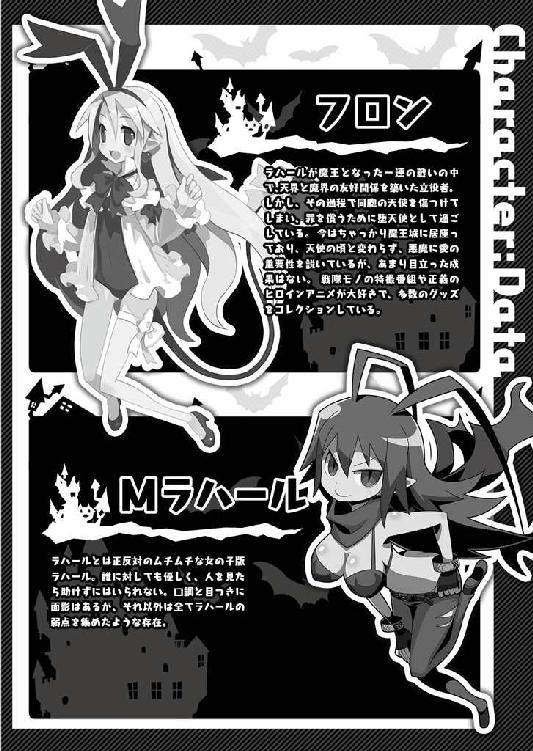 Character:Data
フロン
ラハールが魔王となった一連の戦いの中
で、天界と魔界の友好関係を築いた立役者。
しかし、その過程で同胞の天使を傷つけて
しまい、罪を償うために堕天使として過ご
している。今はちゃっかり魔王城に居座っ
ており、天使の頃と変わらず、悪魔に愛の
重要性を説いているが、あまり目立った成
果はない。戦隊モノの特撮番組や正義の
ヒロインアニメが大好きで、多数のグッズ
をコレクションしている。
Mラハール
ラハールとは正反対のムチムチな女の子版
ラハール。誰に対しても優しく、人を見た
ら助けずにはいられない。口調と目つきに
面影はあるが、それ以外は全てラハールの
弱点を集めたような存在。